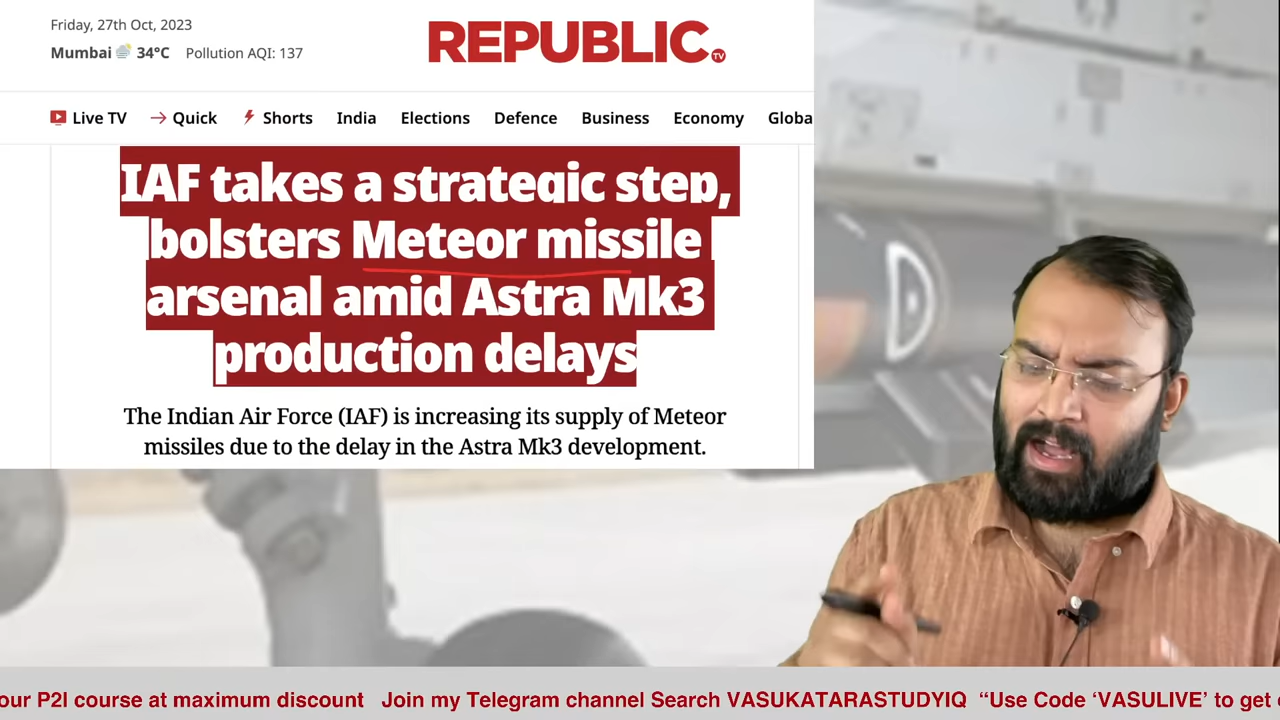 Friday, 27th Oct, 2023
REPUBLIC TV
Mumbai 34°C Pollution AQI: 137
Live TV Quick Shorts India Elections Defence Business Economy Globa
IAF takes a strategic step,
bolsters Meteor missile
arsenal amid Astra Mk3
production delays
The Indian Air Force (IAF) is increasing its supply of Meteor
missiles due to the delay in the Astra Mk3 development.
our P2I course at maximum discount Join my Telegram channel Search VASUKATARASTUDYIQ “Use Code ‘VASULIVE’ to get